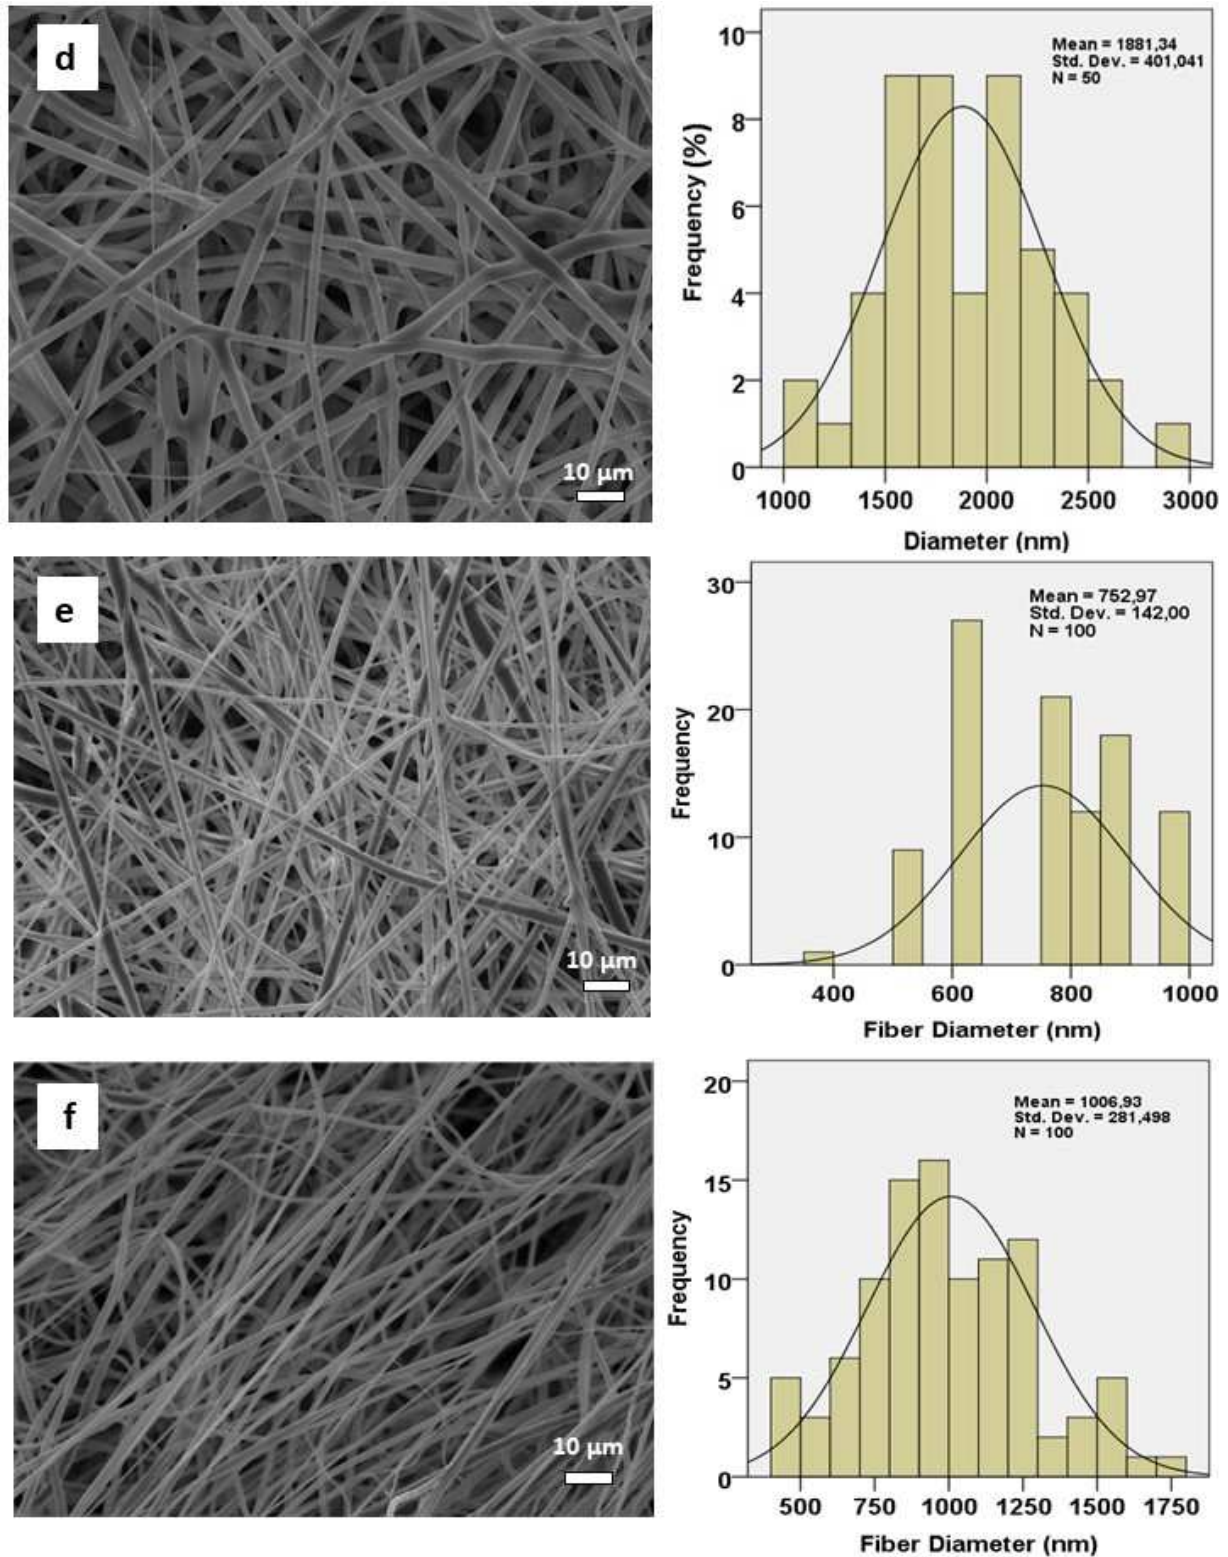 d
10 μm
10
8
6
4
2
0
Frequency (%)
Mean = 1881,34
Std. Dev. = 401,041
N = 50
1000 1500 2000 2500 3000
Diameter (nm)
e
10 μm
30
20
10
0
Frequency
Mean = 752,97
Std. Dev. = 142,00
N = 100
400 600 800 1000
Fiber Diameter (nm)
f
10 μm
20
15
10
5
0
Frequency
Mean = 1006,93
Std. Dev. = 281,498
N = 100
500 750 1000 1250 1500 1750
Fiber Diameter (nm)